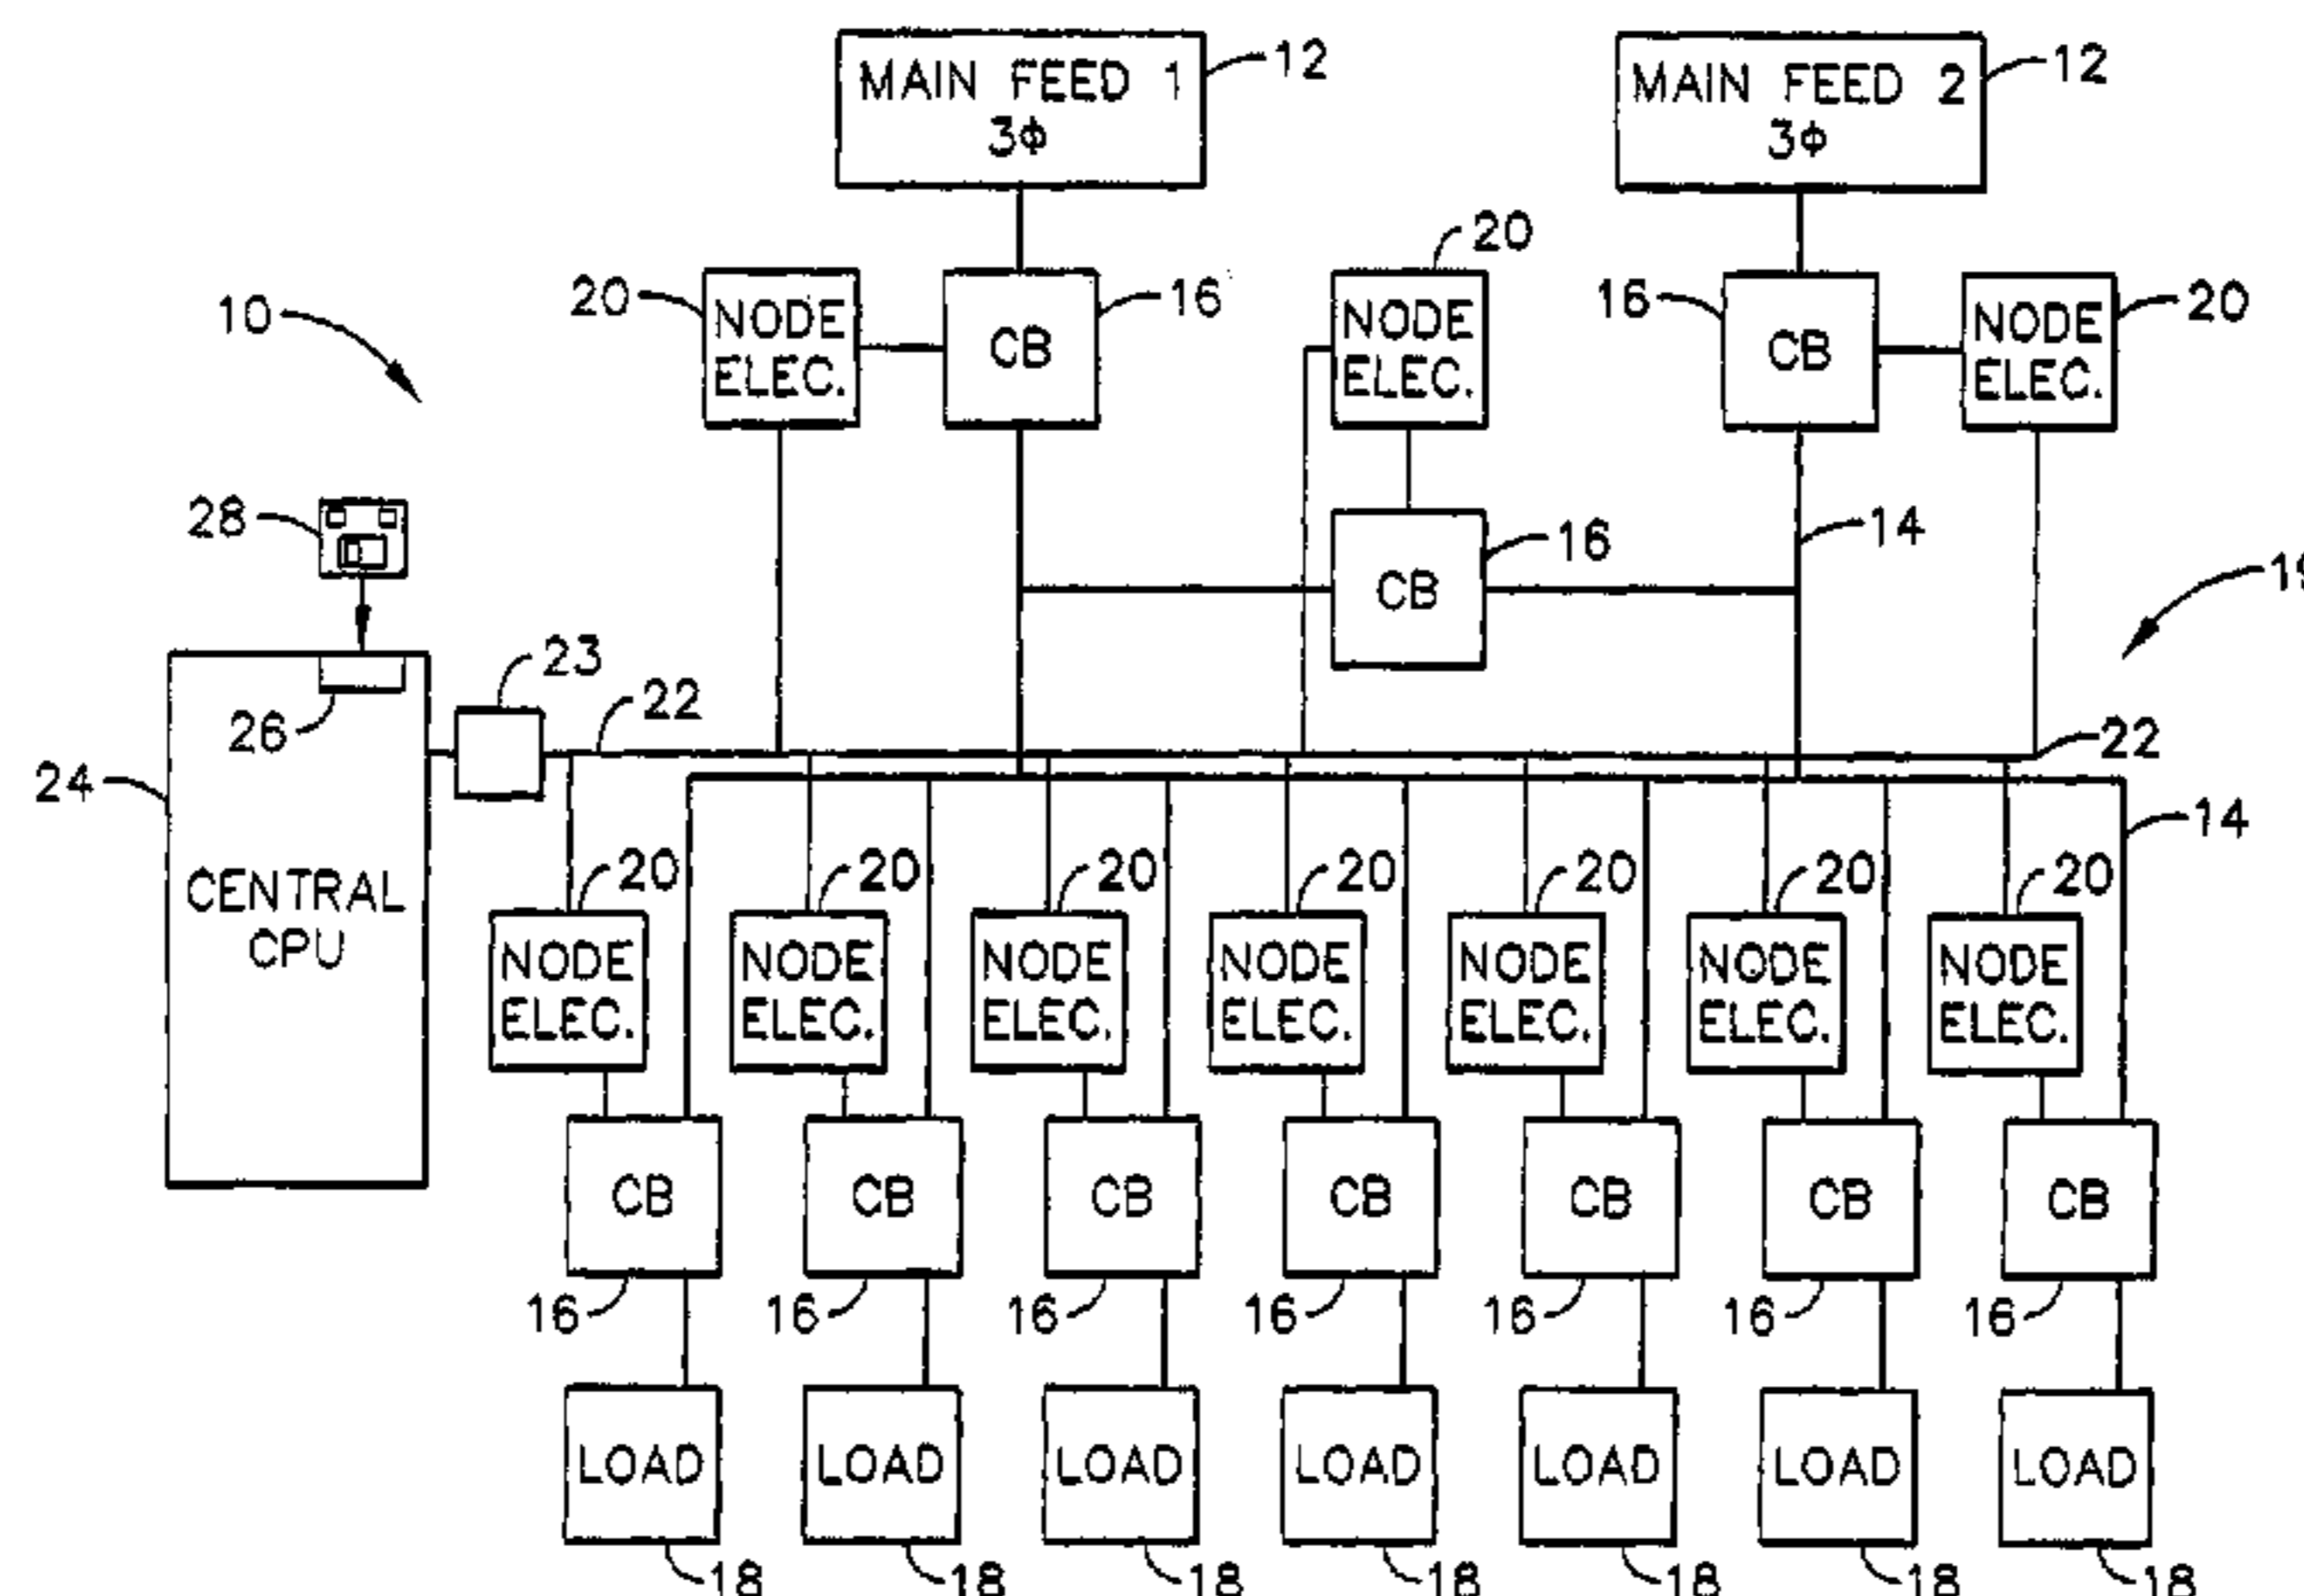 MAIN FEED 1
3Φ
12
MAIN FEED 2
3Φ
12
20
NODE
ELEC.
CB
16
20
NODE
ELEC.
16
CB
NODE
ELEC.
20
10
28
CB
16
14
19
23
26
22
22
24
CENTRAL
CPU
14
20
20
20
20
20
20
20
NODE
ELEC.
NODE
ELEC.
NODE
ELEC.
NODE
ELEC.
NODE
ELEC.
NODE
ELEC.
NODE
ELEC.
CB
CB
CB
CB
CB
CB
CB
16
16
16
16
16
16
16
LOAD
LOAD
LOAD
LOAD
LOAD
LOAD
LOAD
18
18
18
18
18
18
18